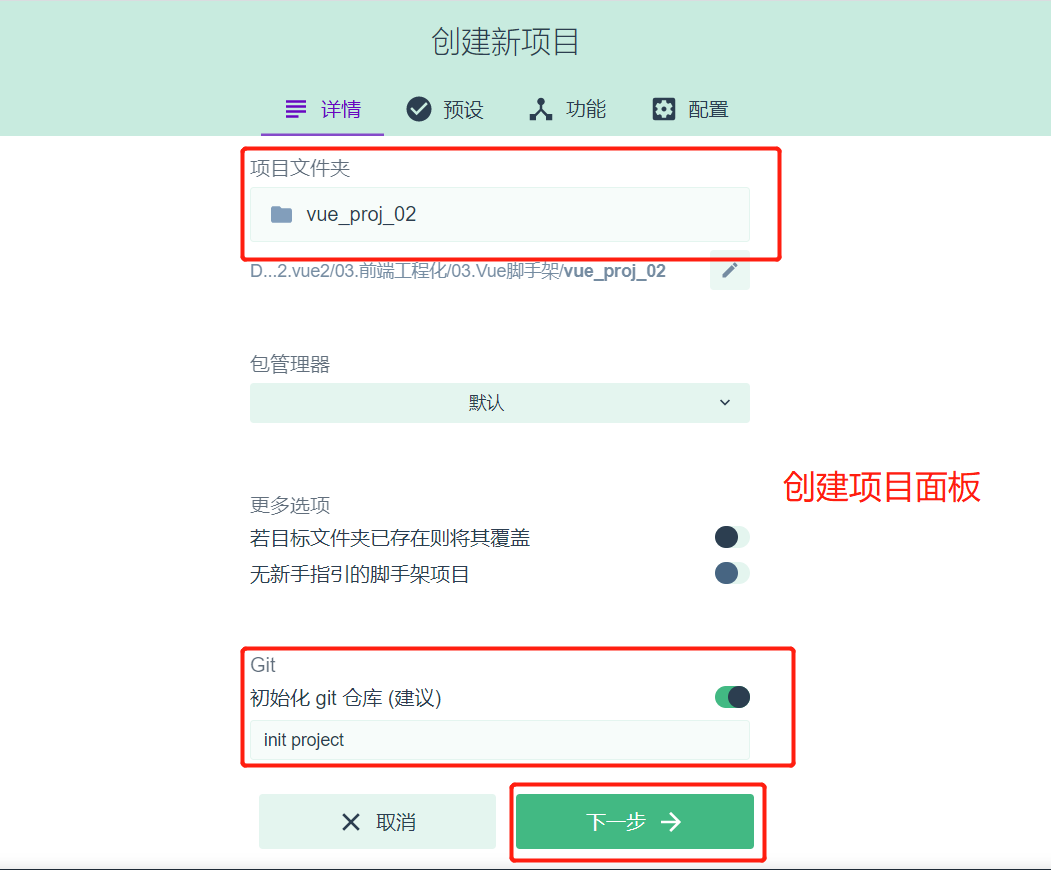 创建新项目
详情 预设 功能 配置
项目文件夹
vue_proj_02
D...2.vue2/03.前端工程化/03.Vue脚手架/vue_proj_02
包管理器
默认
创建项目面板
更多选项
若目标文件夹已存在则将其覆盖
无新手指引的脚手架项目
Git
初始化 git 仓库 (建议)
init project
取消 下一步